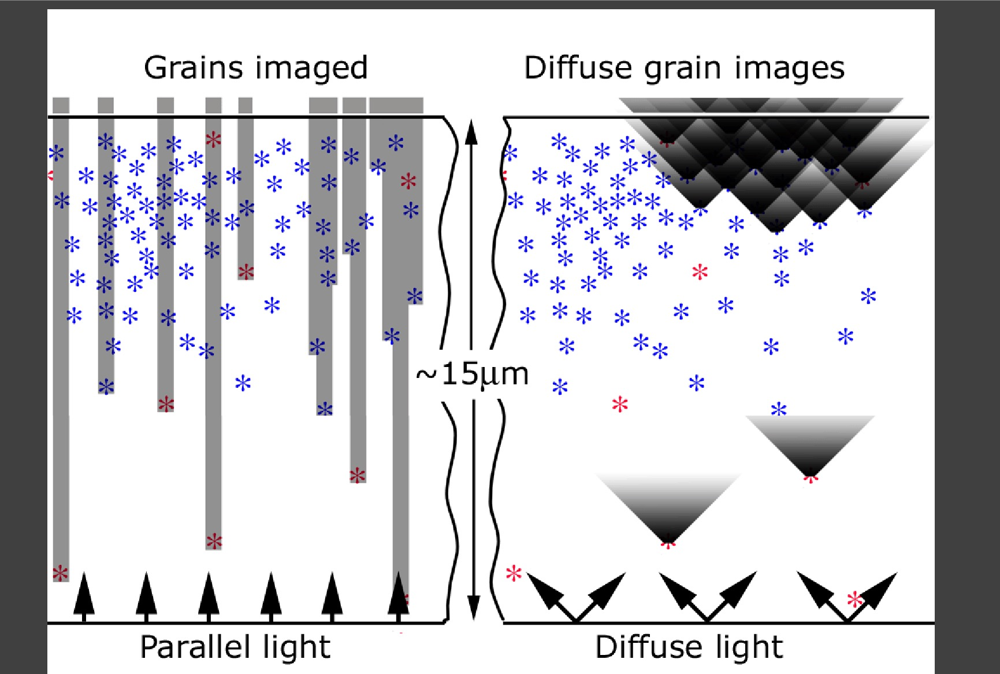 Grains imaged
Diffuse grain images
~15μm
Parallel light
Diffuse light